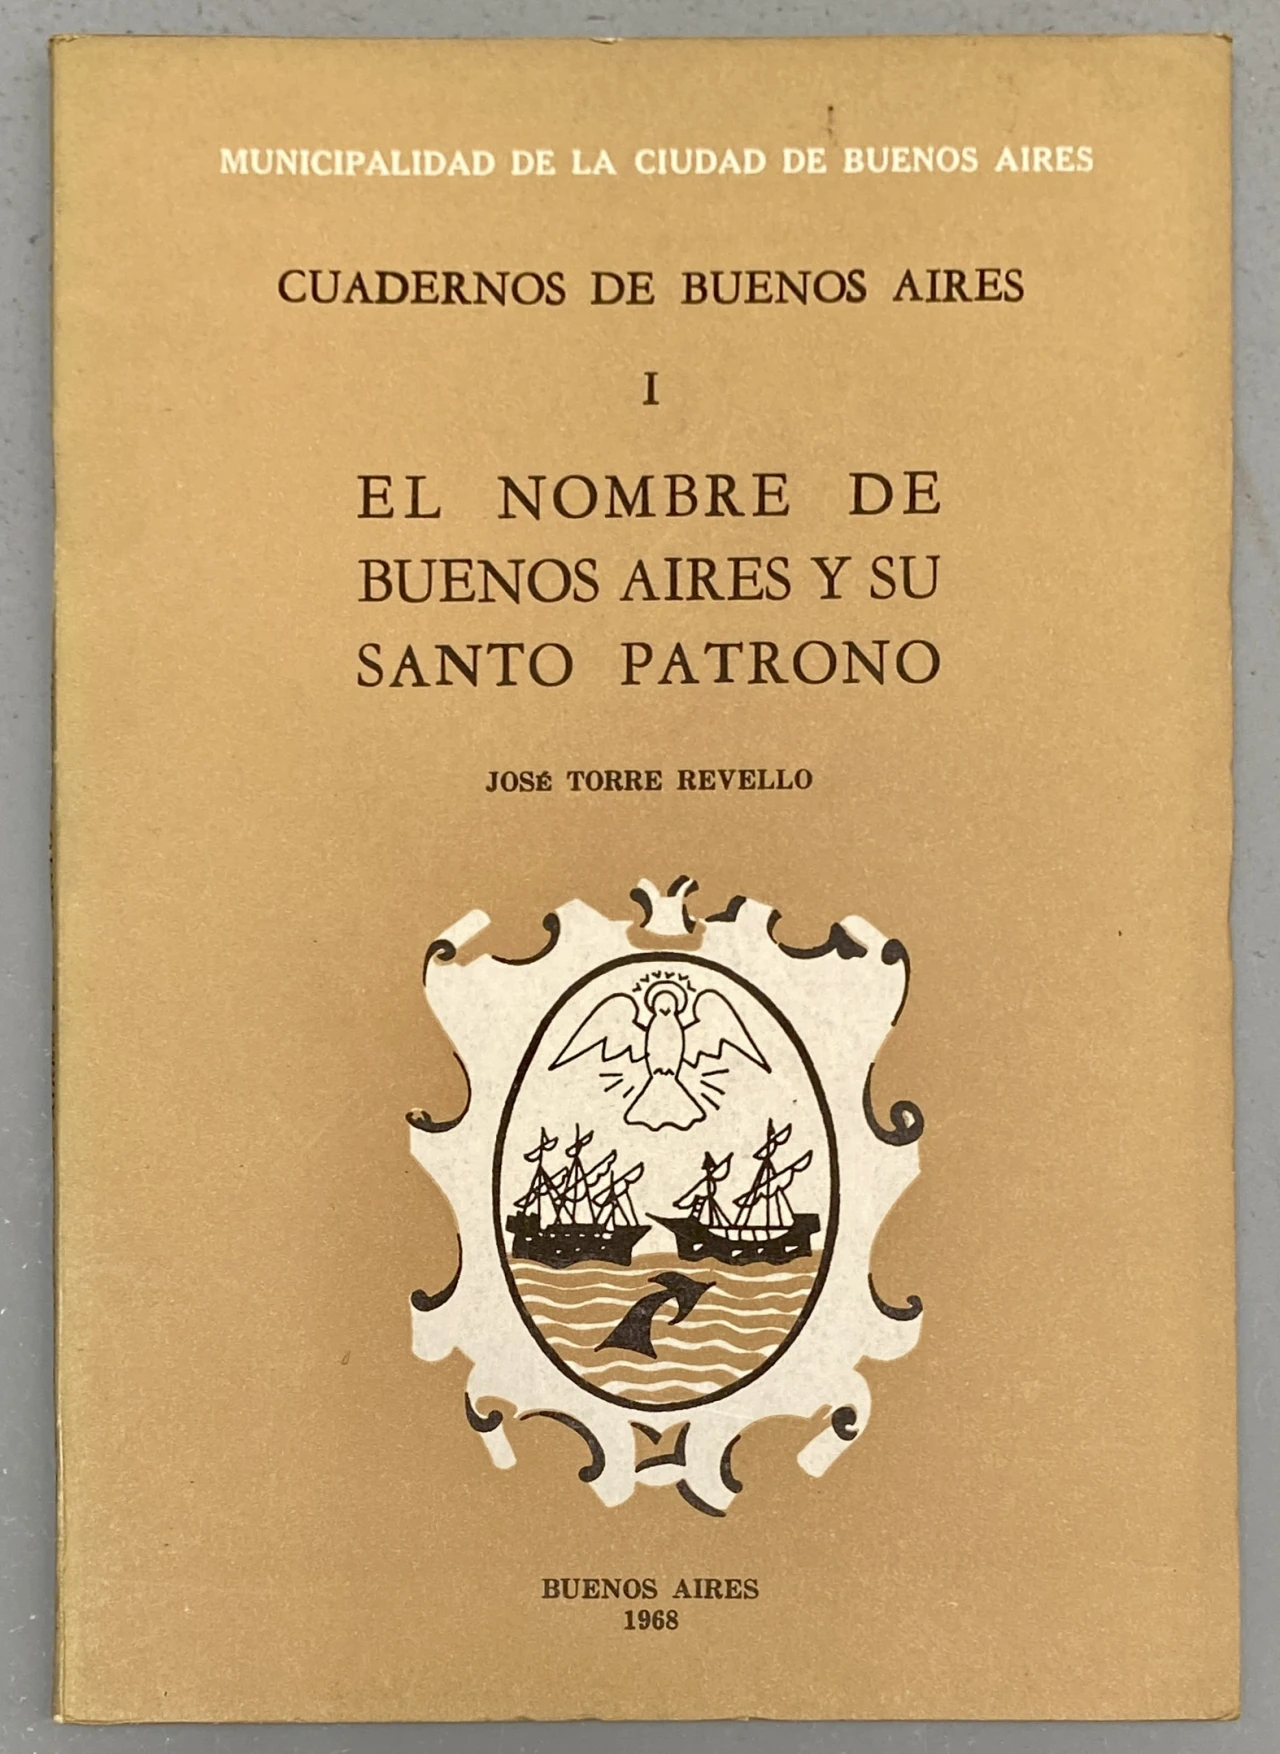 MUNICIPALIDAD DE LA CIUDAD DE BUENOS AIRES
CUADERNOS DE BUENOS AIRES
I
EL NOMBRE DE
BUENOS AIRES Y SU
SANTO PATRONO
JOSÉ TORRE REVELLO
BUENOS AIRES
1968